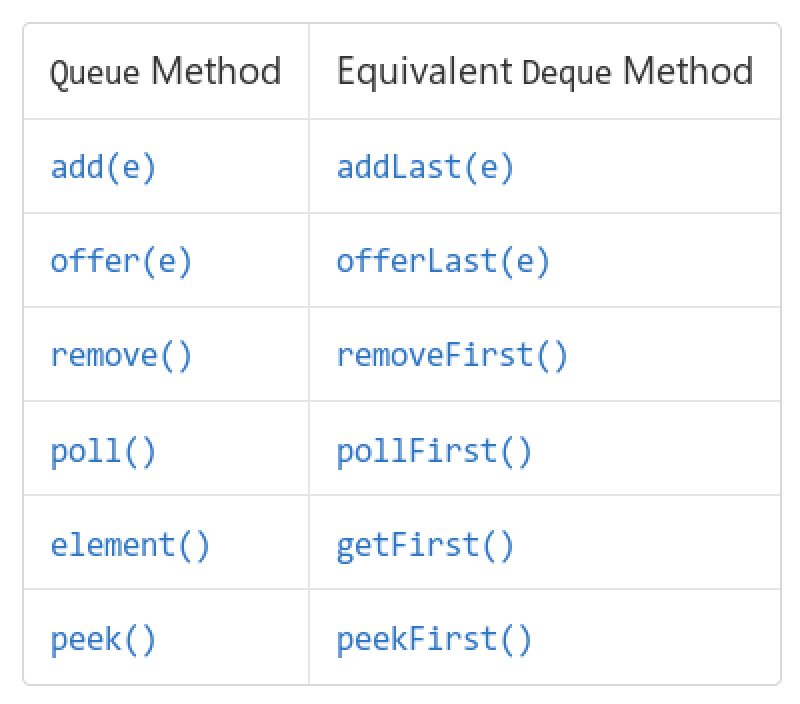 Queue Method Equivalent Deque Method
add(e) addLast(e)
offer(e) offerLast(e)
remove() removeFirst()
poll() pollFirst()
element() getFirst()
peek() peekFirst()